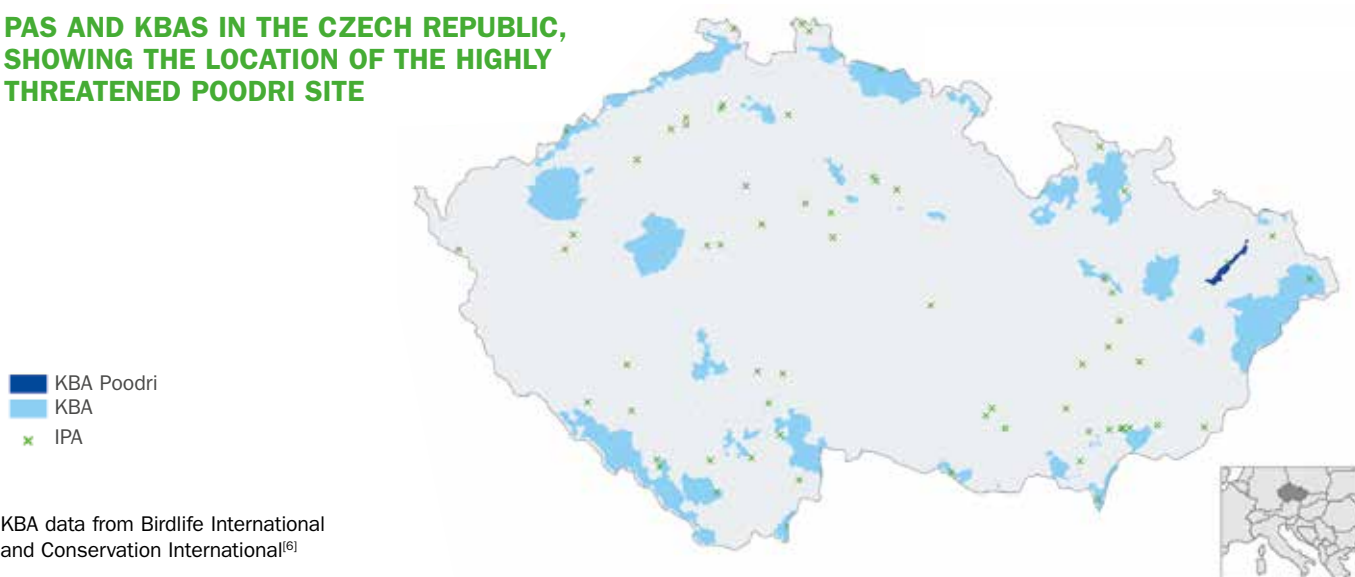 PAS AND KBAS IN THE CZECH REPUBLIC,
SHOWING THE LOCATION OF THE HIGHLY
THREATENED POODRI SITE
KBA Poodri
KBA
IPA
KBA data from Birdlife International
and Conservation International[6]